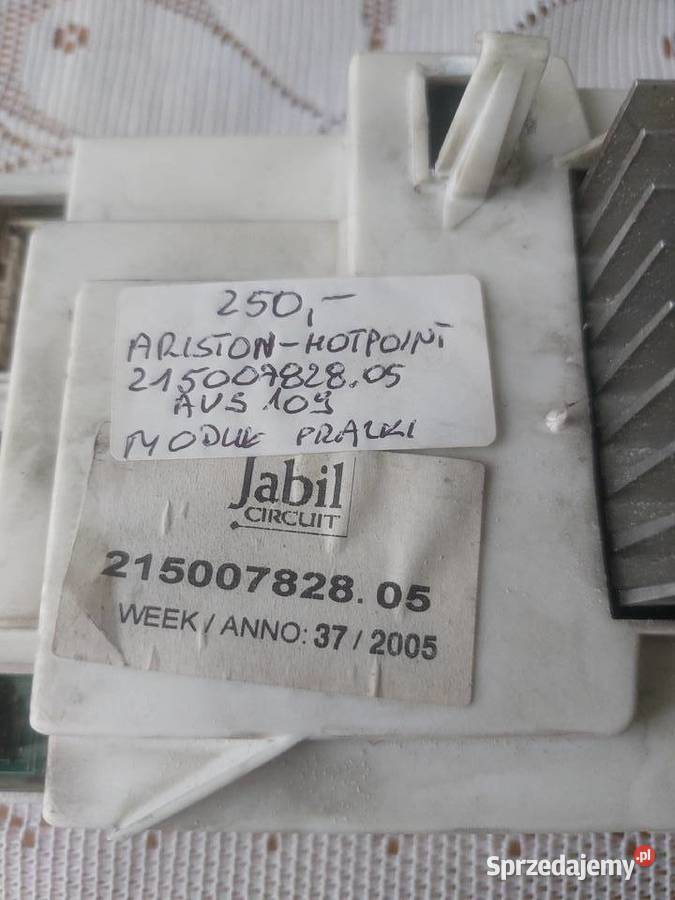 250,-
ARISTON-HOTPOINT
215007828.05
AVS 109
MODUŁ PRALKI
Jabil
CIRCUIT
215007828.05
WEEK / ANNO: 37 / 2005
Sprzedajemy.pl